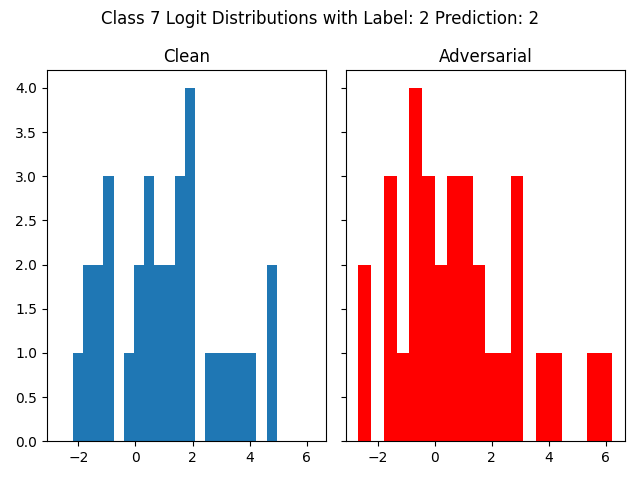 Class 7 Logit Distributions with Label: 2 Prediction: 2
Clean
Adversarial
4.0
3.5
3.0
2.5
2.0
1.5
1.0
0.5
0.0
−2 0 2 4 6
−2 0 2 4 6